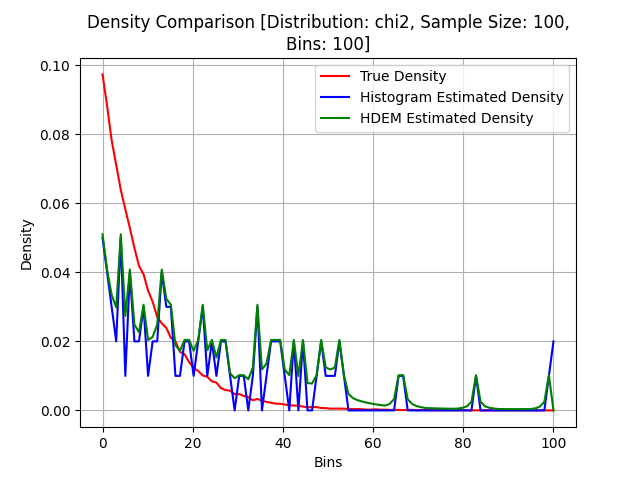 Density Comparison [Distribution: chi2, Sample Size: 100,
Bins: 100]
True Density
Histogram Estimated Density
HDEM Estimated Density
Density
0.10
0.08
0.06
0.04
0.02
0.00
0 20 40 60 80 100
Bins